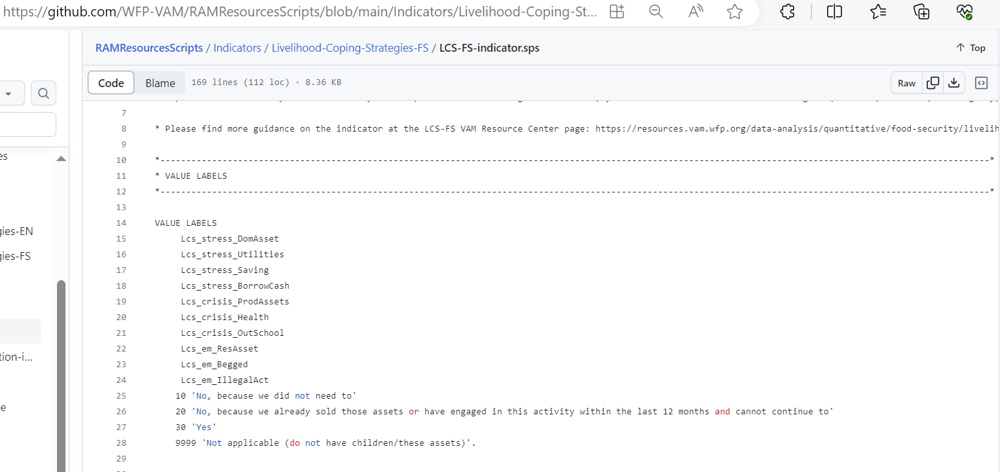 https://github.com/WFP-VAM/RAMResourcesScripts/blob/main/Indicators/Livelihood-Coping-St...
RAMResourcesScripts / Indicators / Livelihood-Coping-Strategies-FS / LCS-FS-indicator.sps
Top
Code Blame 169 lines (112 loc) · 8.36 KB
Raw
7
8 * Please find more guidance on the indicator at the LCS-FS VAM Resource Center page: https://resources.vam.wfp.org/data-analysis/quantitative/food-security/livelih
9
10 *----------------------------------------------------------------------------------------------------------------------------------------------------------------*
11 * VALUE LABELS
12 *----------------------------------------------------------------------------------------------------------------------------------------------------------------*
13
14 VALUE LABELS
15 Lcs_stress_DomAsset
16 Lcs_stress_Utilities
17 Lcs_stress_Saving
18 Lcs_stress_BorrowCash
19 Lcs_crisis_ProdAssets
20 Lcs_crisis_Health
21 Lcs_crisis_OutSchool
22 Lcs_em_ResAsset
23 Lcs_em_Begged
24 Lcs_em_IllegalAct
25 10 'No, because we did not need to'
26 20 'No, because we already sold those assets or have engaged in this activity within the last 12 months and cannot continue to'
27 30 'Yes'
28 9999 'Not applicable (do not have children/these assets)'.
29
es
gies-EN
gies-FS
tion-i...
e